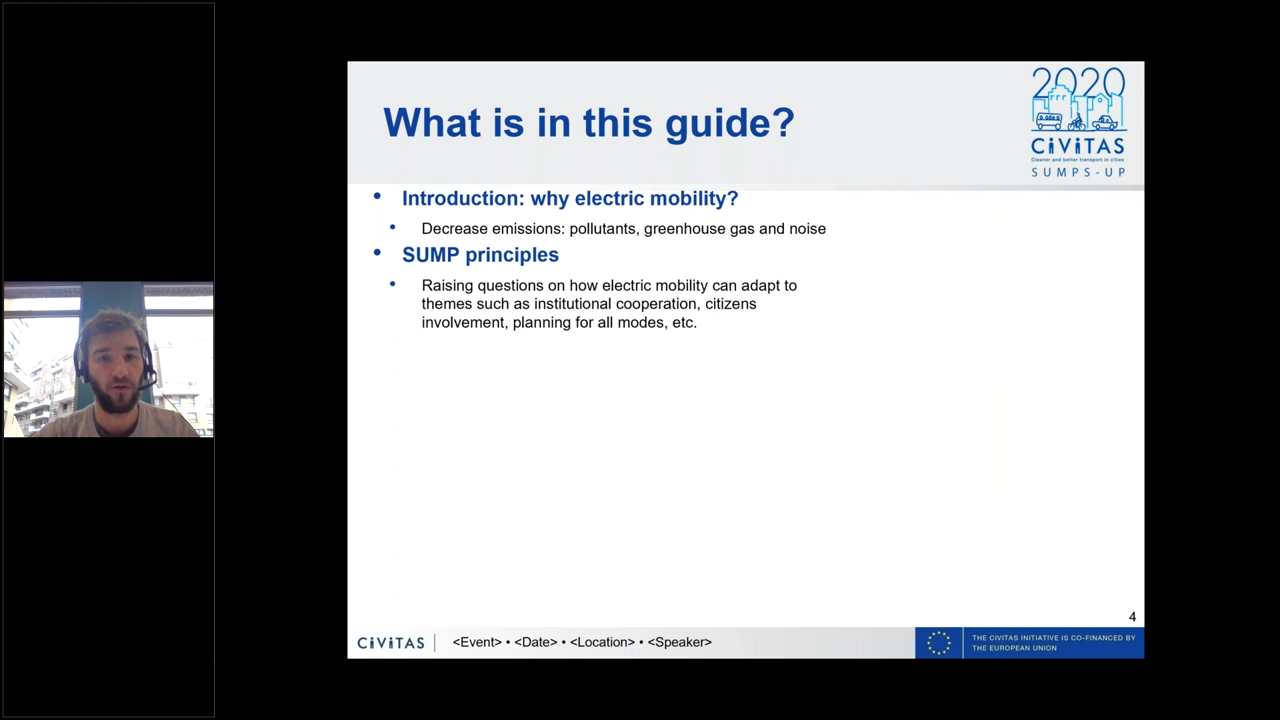 What is in this guide?
2020
CiViTAS
Cleaner and better transport in cities
SUMPS-UP
• Introduction: why electric mobility?
• Decrease emissions: pollutants, greenhouse gas and noise
• SUMP principles
• Raising questions on how electric mobility can adapt to
themes such as institutional cooperation, citizens
involvement, planning for all modes, etc.
4
CiViTAS
<Event> • <Date> • <Location> • <Speaker>
THE CIVITAS INITIATIVE IS CO-FINANCED BY
THE EUROPEAN UNION